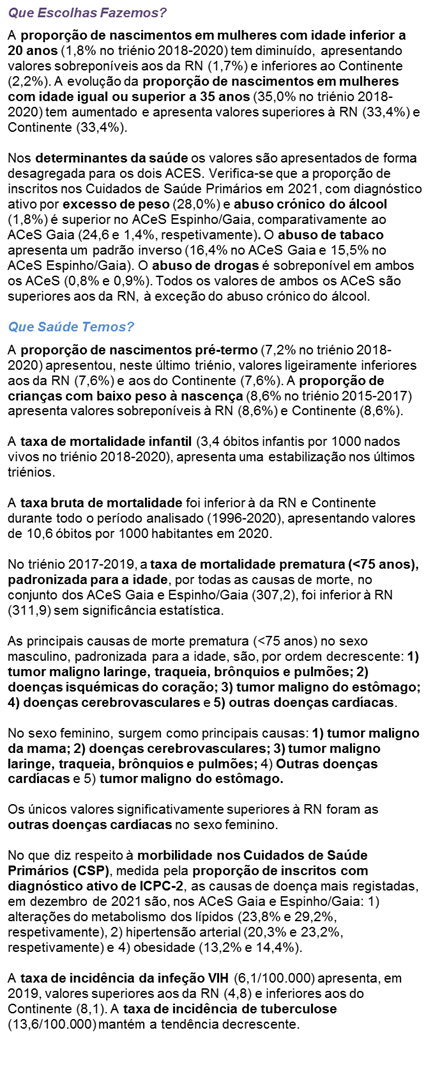 Que Escolhas Fazemos?
A proporção de nascimentos em mulheres com idade inferior a
20 anos (1,8% no triénio 2018-2020) tem diminuído, apresentando
valores sobreponíveis aos da RN (1,7%) e inferiores ao Continente
(2,2%). A evolução da proporção de nascimentos em mulheres
com idade igual ou superior a 35 anos (35,0% no triénio 2018-
2020) tem aumentado e apresenta valores superiores à RN (33,4%) e
Continente (33,4%).
Nos determinantes da saúde os valores são apresentados de forma
desagregada para os dois ACES. Verifica-se que a proporção de
inscritos nos Cuidados de Saúde Primários em 2021, com diagnóstico
ativo por excesso de peso (28,0%) e abuso crónico do álcool
(1,8%) é superior no ACeS Espinho/Gaia, comparativamente ao
ACeS Gaia (24,6 e 1,4%, respetivamente). O abuso de tabaco
apresenta um padrão inverso (16,4% no ACeS Gaia e 15,5% no
ACeS Espinho/Gaia). O abuso de drogas é sobreponível em ambos
os ACeS (0,8% e 0,9%). Todos os valores de ambos os ACeS são
superiores aos da RN, à exceção do abuso crónico do álcool.
Que Saúde Temos?
A proporção de nascimentos pré-termo (7,2% no triénio 2018-
2020) apresentou, neste último triénio, valores ligeiramente inferiores
aos da RN (7,6%) e aos do Continente (7,6%). A proporção de
crianças com baixo peso à nascença (8,6% no triénio 2015-2017)
apresenta valores sobreponíveis à RN (8,6%) e Continente (8,6%).
A taxa de mortalidade infantil (3,4 óbitos infantis por 1000 nados
vivos no triénio 2018-2020), apresenta uma estabilização nos últimos
triénios.
A taxa bruta de mortalidade foi inferior à da RN e Continente
durante todo o período analisado (1996-2020), apresentando valores
de 10,6 óbitos por 1000 habitantes em 2020.
No triénio 2017-2019, a taxa de mortalidade prematura (<75 anos),
padronizada para a idade, por todas as causas de morte, no
conjunto dos ACeS Gaia e Espinho/Gaia (307,2), foi inferior à RN
(311,9) sem significância estatística.
As principais causas de morte prematura (<75 anos) no sexo
masculino, padronizada para a idade, são, por ordem decrescente: 1)
tumor maligno laringe, traqueia, brônquios e pulmões; 2)
doenças isquémicas do coração; 3) tumor maligno do estômago;
4) doenças cerebrovasculares e 5) outras doenças cardíacas.
No sexo feminino, surgem como principais causas: 1) tumor maligno
da mama; 2) doenças cerebrovasculares; 3) tumor maligno
laringe, traqueia, brônquios e pulmões; 4) Outras doenças
cardíacas e 5) tumor maligno do estômago.
Os únicos valores significativamente superiores à RN foram as
outras doenças cardíacas no sexo feminino.
No que diz respeito à morbilidade nos Cuidados de Saúde
Primários (CSP), medida pela proporção de inscritos com
diagnóstico ativo de ICPC-2, as causas de doença mais registadas,
em dezembro de 2021 são, nos ACeS Gaia e Espinho/Gaia: 1)
alterações do metabolismo dos lípidos (23,8% e 29,2%,
respetivamente), 2) hipertensão arterial (20,3% e 23,2%,
respetivamente) e 4) obesidade (13,2% e 14,4%).
A taxa de incidência da infeção VIH (6,1/100.000) apresenta, em
2019, valores superiores aos da RN (4,8) e inferiores aos do
Continente (8,1). A taxa de incidência de tuberculose
(13,6/100.000) mantém a tendência decrescente.